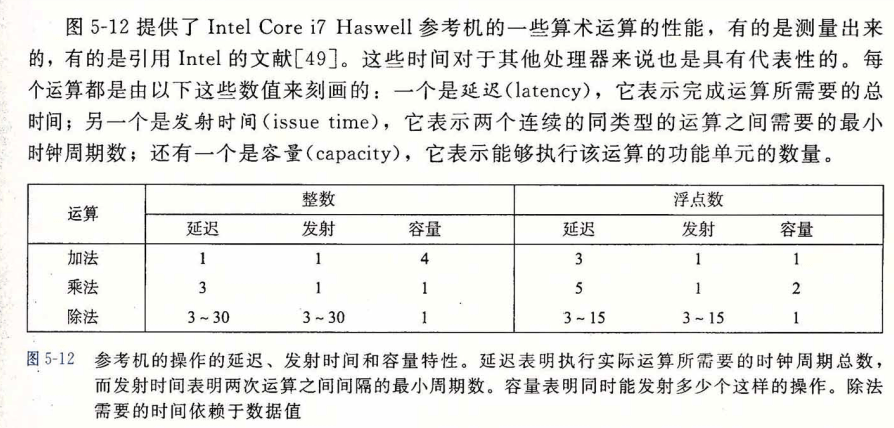 图 5-12 提供了 Intel Core i7 Haswell 参考机的一些算术运算的性能，有的是测量出来
的，有的是引用 Intel 的文献[49]。这些时间对于其他处理器来说也是具有代表性的。每
个运算都是由以下这些数值来刻画的：一个是延迟(latency)，它表示完成运算所需要的总
时间；另一个是发射时间(issue time)，它表示两个连续的同类型的运算之间需要的最小
时钟周期数；还有一个是容量(capacity)，它表示能够执行该运算的功能单元的数量。
运算 整数 浮点数
延迟 发射 容量 延迟 发射 容量
加法 1 1 4 3 1 1
乘法 3 1 1 5 1 2
除法 3~30 3~30 1 3~15 3~15 1
图 5-12 参考机的操作的延迟、发射时间和容量特性。延迟表明执行实际运算所需要的时钟周期总数，
而发射时间表明两次运算之间间隔的最小周期数。容量表明同时能发射多少个这样的操作。除法
需要的时间依赖于数据值